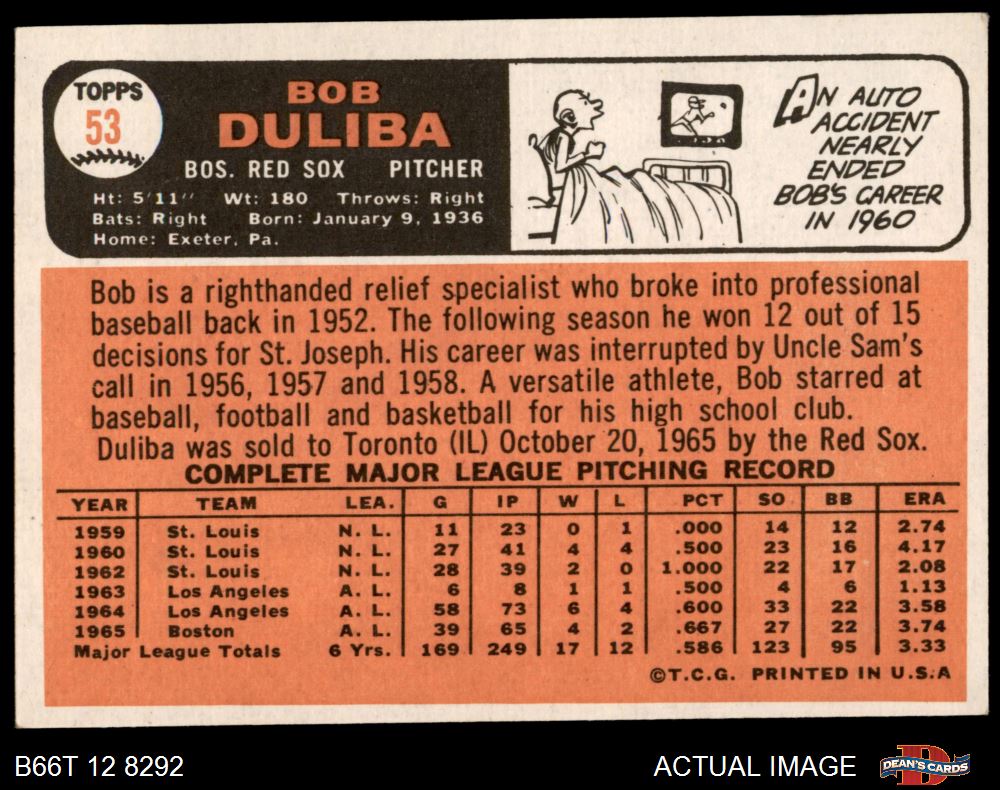 TOPPS
53
BOB
DULIBA
BOS. RED SOX PITCHER
Ht: 5'11" Wt: 180 Throws: Right
Bats: Right Born: January 9, 1936
Home: Exeter, Pa.
AN AUTO
ACCIDENT
NEARLY
ENDED
BOB'S CAREER
IN 1960
Bob is a righthanded relief specialist who broke into professional
baseball back in 1952. The following season he won 12 out of 15
decisions for St. Joseph. His career was interrupted by Uncle Sam's
call in 1956, 1957 and 1958. A versatile athlete, Bob starred at
baseball, football and basketball for his high school club.
Duliba was sold to Toronto (IL) October 20, 1965 by the Red Sox.
COMPLETE MAJOR LEAGUE PITCHING RECORD
YEAR TEAM LEA. G IP W L PCT SO BB ERA
1959 St. Louis N. L. 11 23 0 1 .000 14 12 2.74
1960 St. Louis N. L. 27 41 4 4 .500 23 16 4.17
1962 St. Louis N. L. 28 39 2 0 1.000 22 17 2.08
1963 Los Angeles A. L. 6 8 1 1 .500 4 6 1.13
1964 Los Angeles A. L. 58 73 6 4 .600 33 22 3.58
1965 Boston A. L. 39 65 4 2 .667 27 22 3.74
Major League Totals 6 Yrs. 169 249 17 12 .586 123 95 3.33
©T.C.G. PRINTED IN U.S.A
B66T 12 8292
ACTUAL IMAGE
D
DEAN'S CARDS